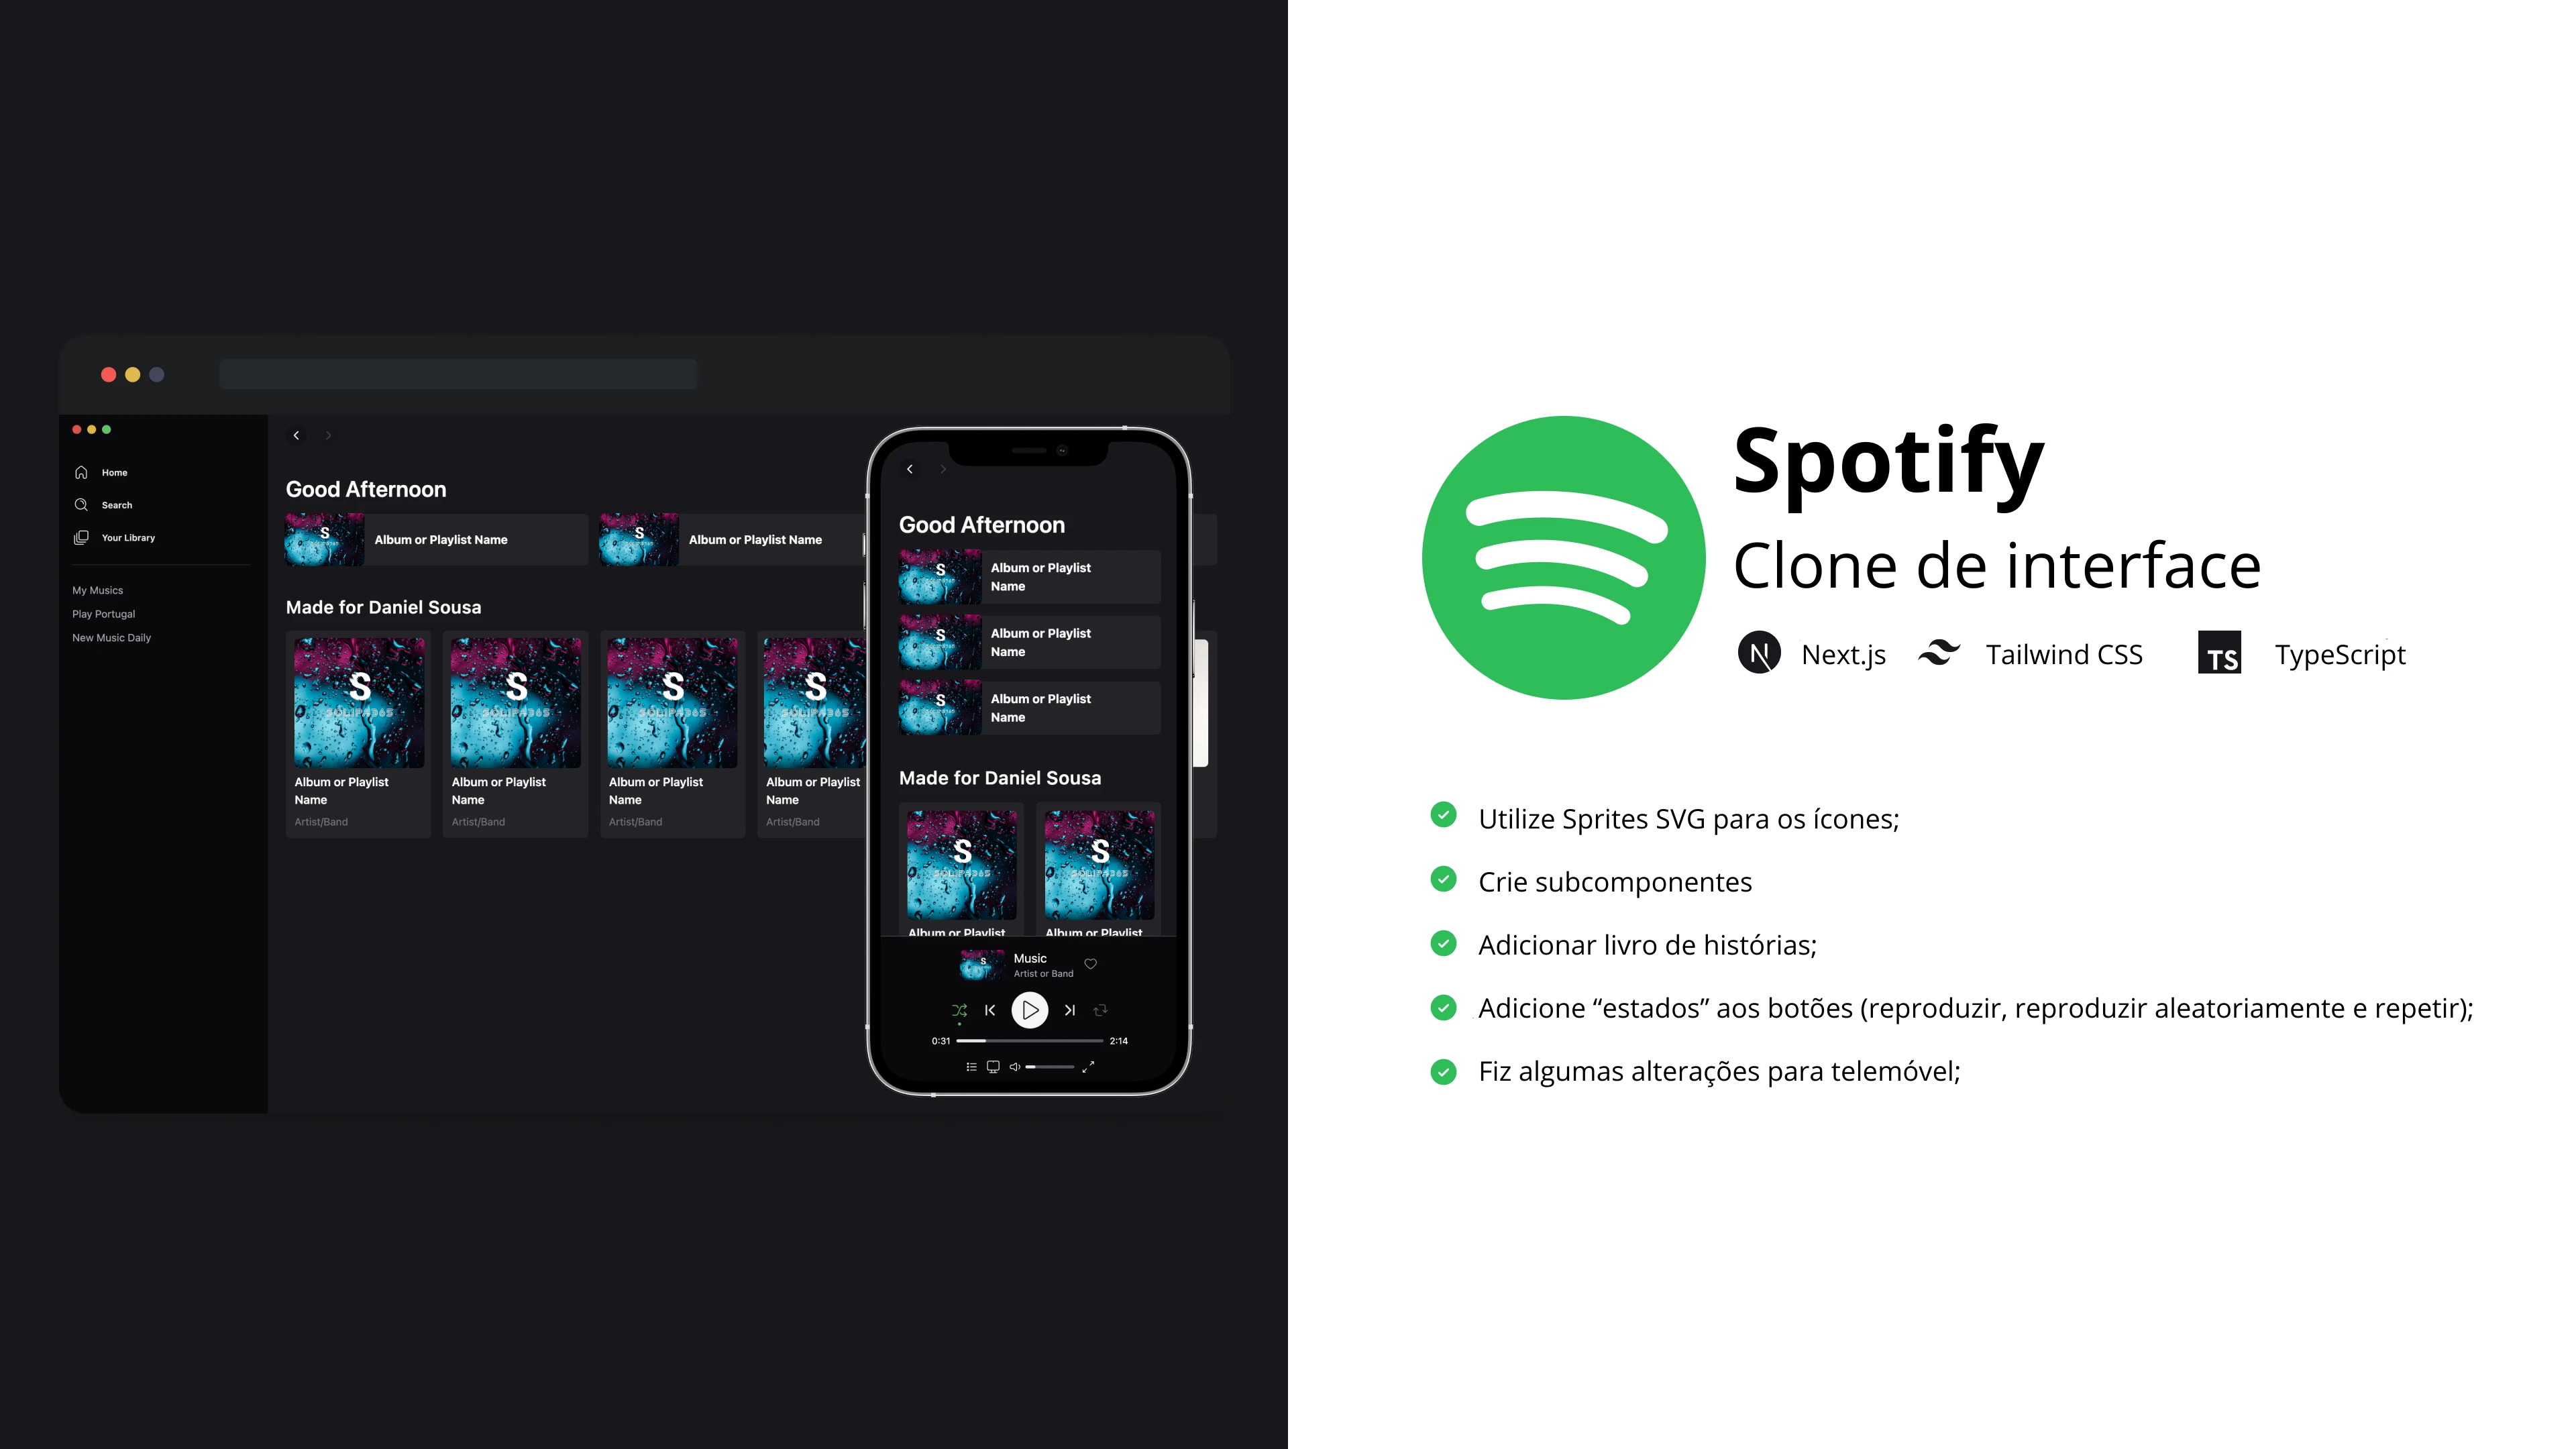 Home
Search
Your Library
My Musics
Play Portugal
New Music Daily
Good Afternoon
S
Album or Playlist Name
S
Album or Playlist Name
Made for Daniel Sousa
S
SOLIPA365
Album or Playlist
Name
Artist/Band
S
SOLIPA365
Album or Playlist
Name
Artist/Band
S
SOLIPA365
Album or Playlist
Name
Artist/Band
S
SOLIPA365
Album or Playlist
Name
Artist/Band
Good Afternoon
S
Album or Playlist
Name
S
Album or Playlist
Name
S
Album or Playlist
Name
Made for Daniel Sousa
S
SOLIPA365
Album or Playlist
S
SOLIPA365
Album or Playlist
S
Music
Artist or Band
0:31
2:14
Spotify
Clone de interface
N Next.js
Tailwind CSS
TS TypeScript
Utilize Sprites SVG para os ícones;
Crie subcomponentes
Adicionar livro de histórias;
Adicione “estados” aos botões (reproduzir, reproduzir aleatoriamente e repetir);
Fiz algumas alterações para telemóvel;